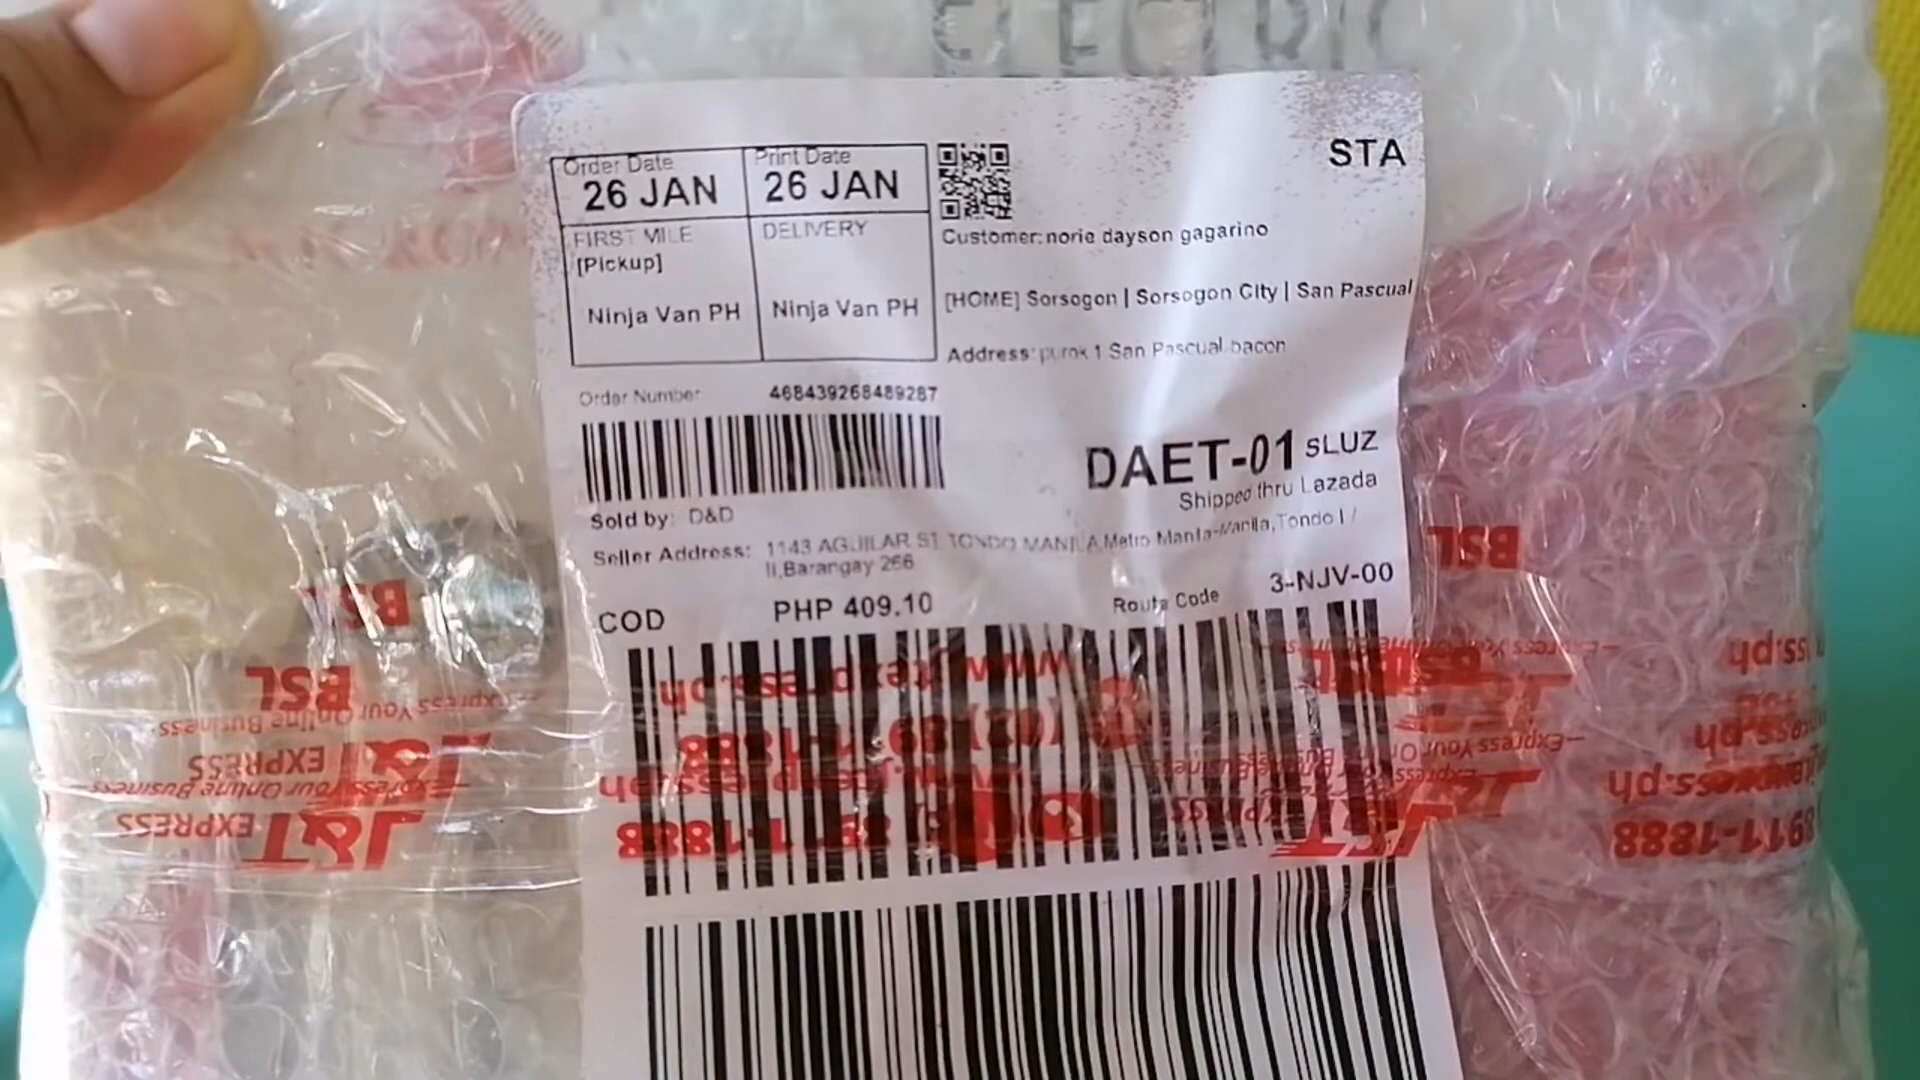 ELECTRIC
STA
Order Date
26 JAN
Print Date
26 JAN
FIRST MILE
[Pickup]
Ninja Van PH
DELIVERY
Ninja Van PH
Customer: norie dayson gagarino
[HOME] Sorsogon | Sorsogon City | San Pascual
Address: purok 1 San Pascual bacon
Order Number 468439268489287
DAET-01 SLUZ
Shipped thru Lazada
Sold by: D&D
Seller Address: 1143 AGUILAR ST TONDO MANILA,Metro Manila~Manila,Tondo I /
Ii,Barangay 266
COD PHP 409.10
Route Code 3-NJV-00
BSL
BSL
BSL
J&T EXPRESS
Express Your Online Business
J&T EXPRESS
8911-1888